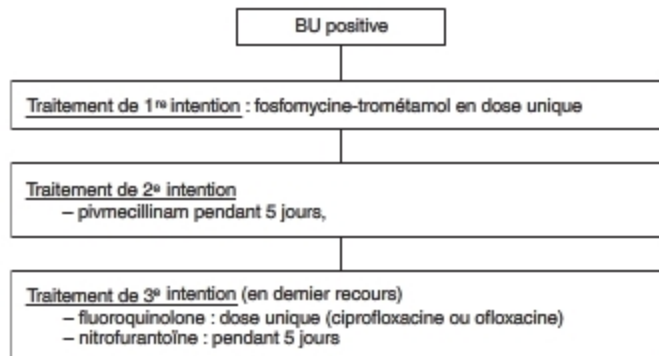 BU positive
Traitement de 1re intention : fosfomycine-trométamol en dose unique
Traitement de 2e intention
– pivmecillinam pendant 5 jours,
Traitement de 3e intention (en dernier recours)
– fluoroquinolone : dose unique (ciprofloxacine ou ofloxacine)
– nitrofurantoïne : pendant 5 jours